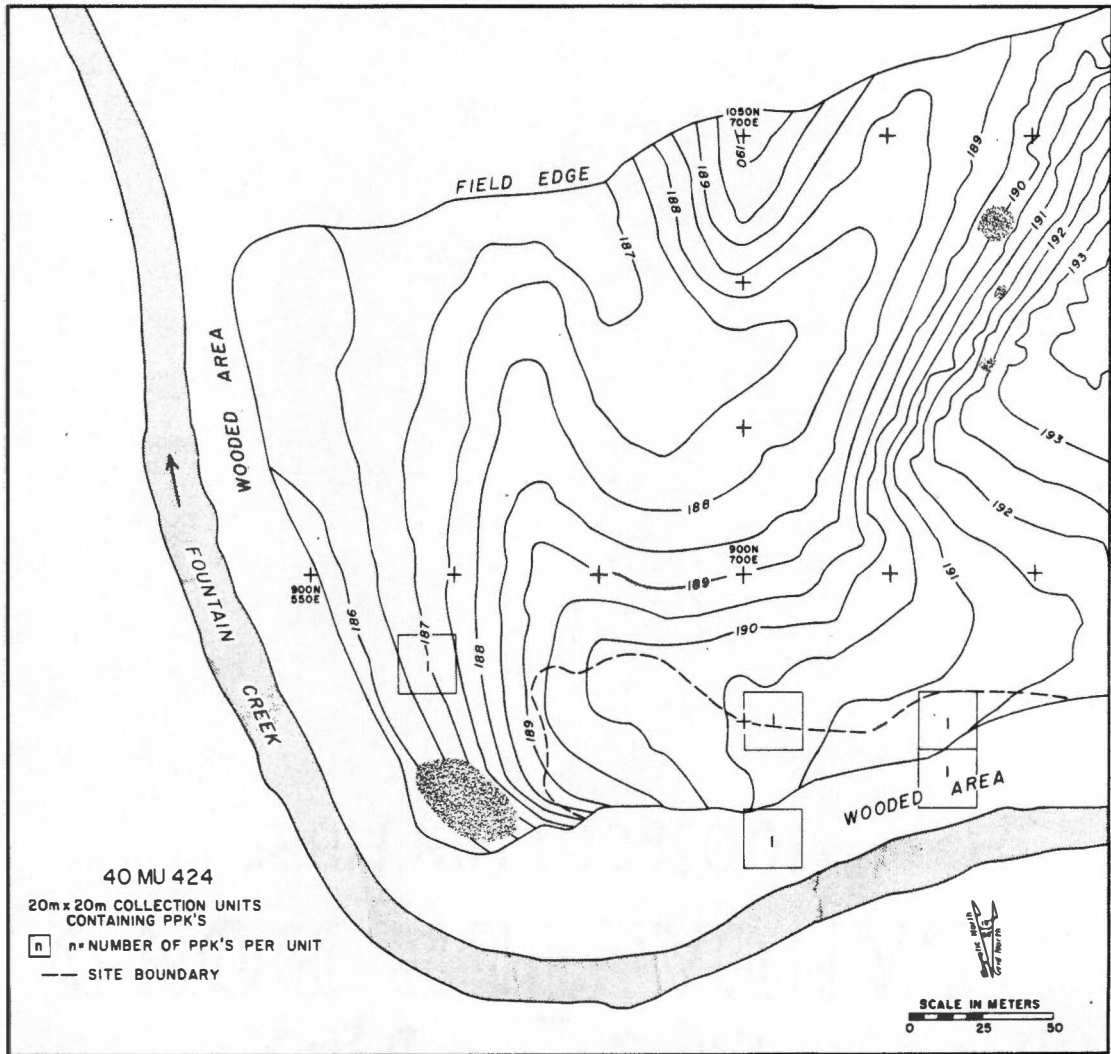 1050N
700E
190
189
188
187
FIELD EDGE
189
190
191
192
193
193
192
191
WOODED AREA
188
900N
700E
189
190
900N
550E
186
187
188
189
FOUNTAIN
CREEK
1
1
1
1
1
WOODED AREA
40 MU 424
20m x 20m COLLECTION UNITS
CONTAINING PPK'S
n n=NUMBER OF PPK'S PER UNIT
--- SITE BOUNDARY
Grid North
SCALE IN METERS
0 25 50